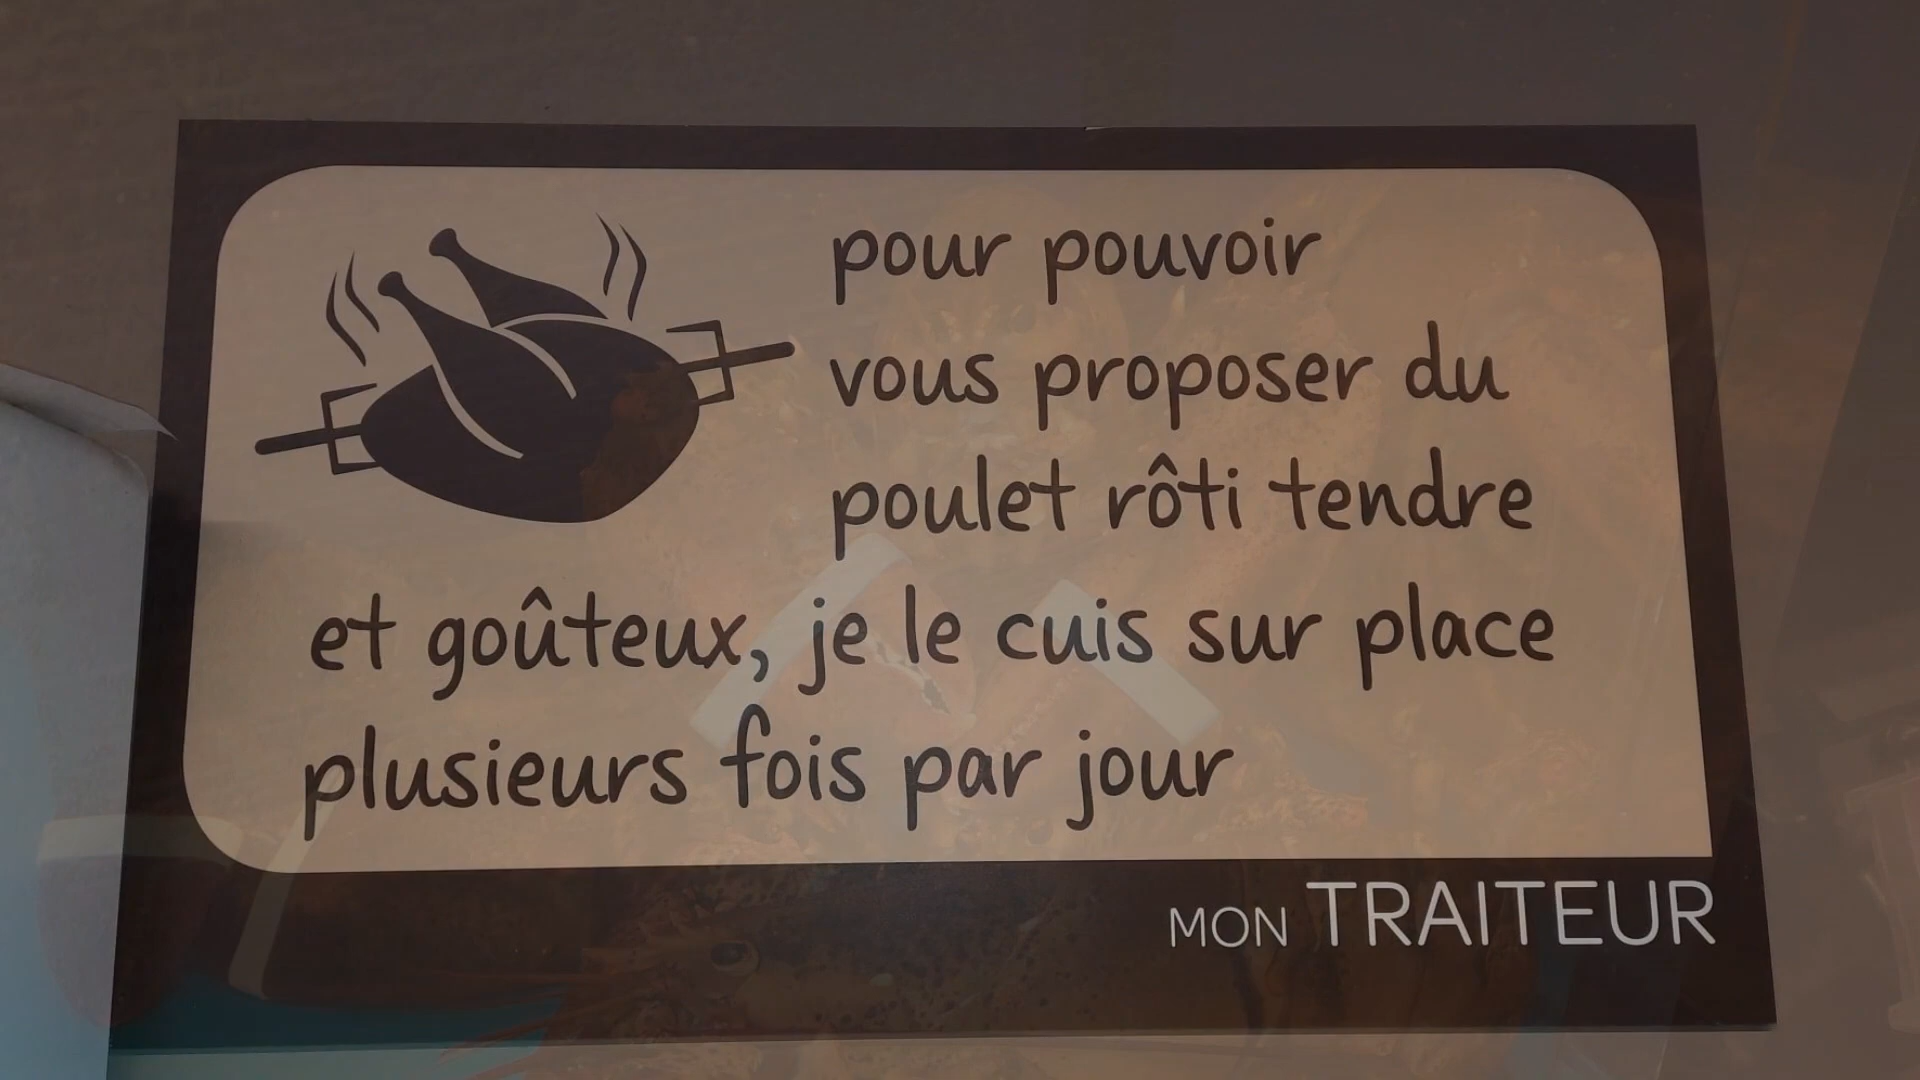 pour pouvoir
vous proposer du
poulet rôti tendre
et goûteux, je le cuis sur place
plusieurs fois par jour
MON TRAITEUR